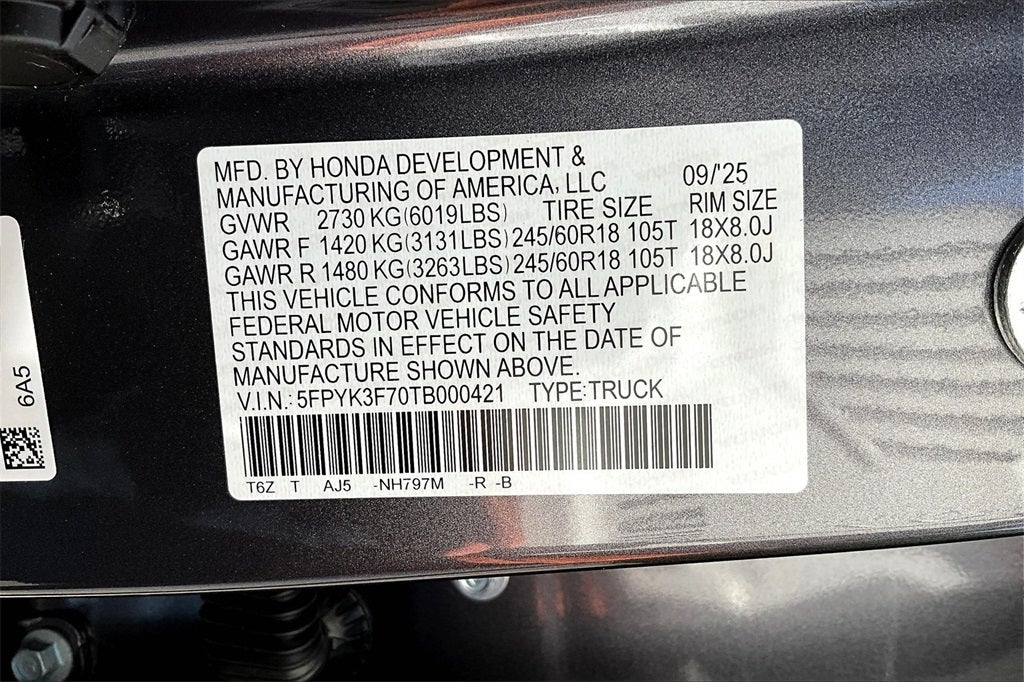 MFD. BY HONDA DEVELOPMENT &
MANUFACTURING OF AMERICA, LLC 09/'25
GVWR 2730 KG(6019LBS) TIRE SIZE RIM SIZE
GAWR F 1420 KG(3131LBS) 245/60R18 105T 18X8.0J
GAWR R 1480 KG(3263LBS) 245/60R18 105T 18X8.0J
THIS VEHICLE CONFORMS TO ALL APPLICABLE
FEDERAL MOTOR VEHICLE SAFETY
STANDARDS IN EFFECT ON THE DATE OF
MANUFACTURE SHOWN ABOVE.
V.I.N.: 5FPYK3F70TB000421 TYPE:TRUCK
T6Z T AJ5 -NH797M -R -B
6A5